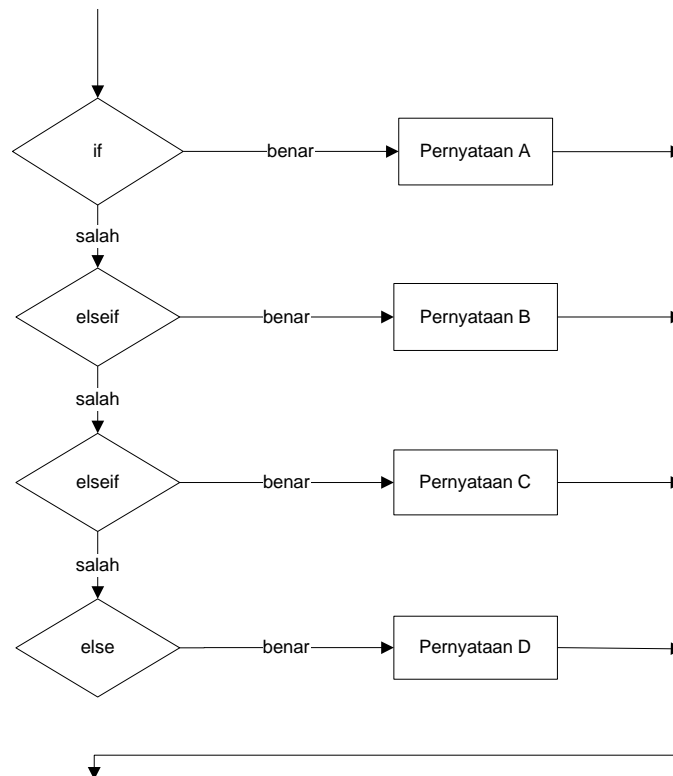 if
benar
Pernyataan A
salah
elseif
benar
Pernyataan B
salah
elseif
benar
Pernyataan C
salah
else
benar
Pernyataan D